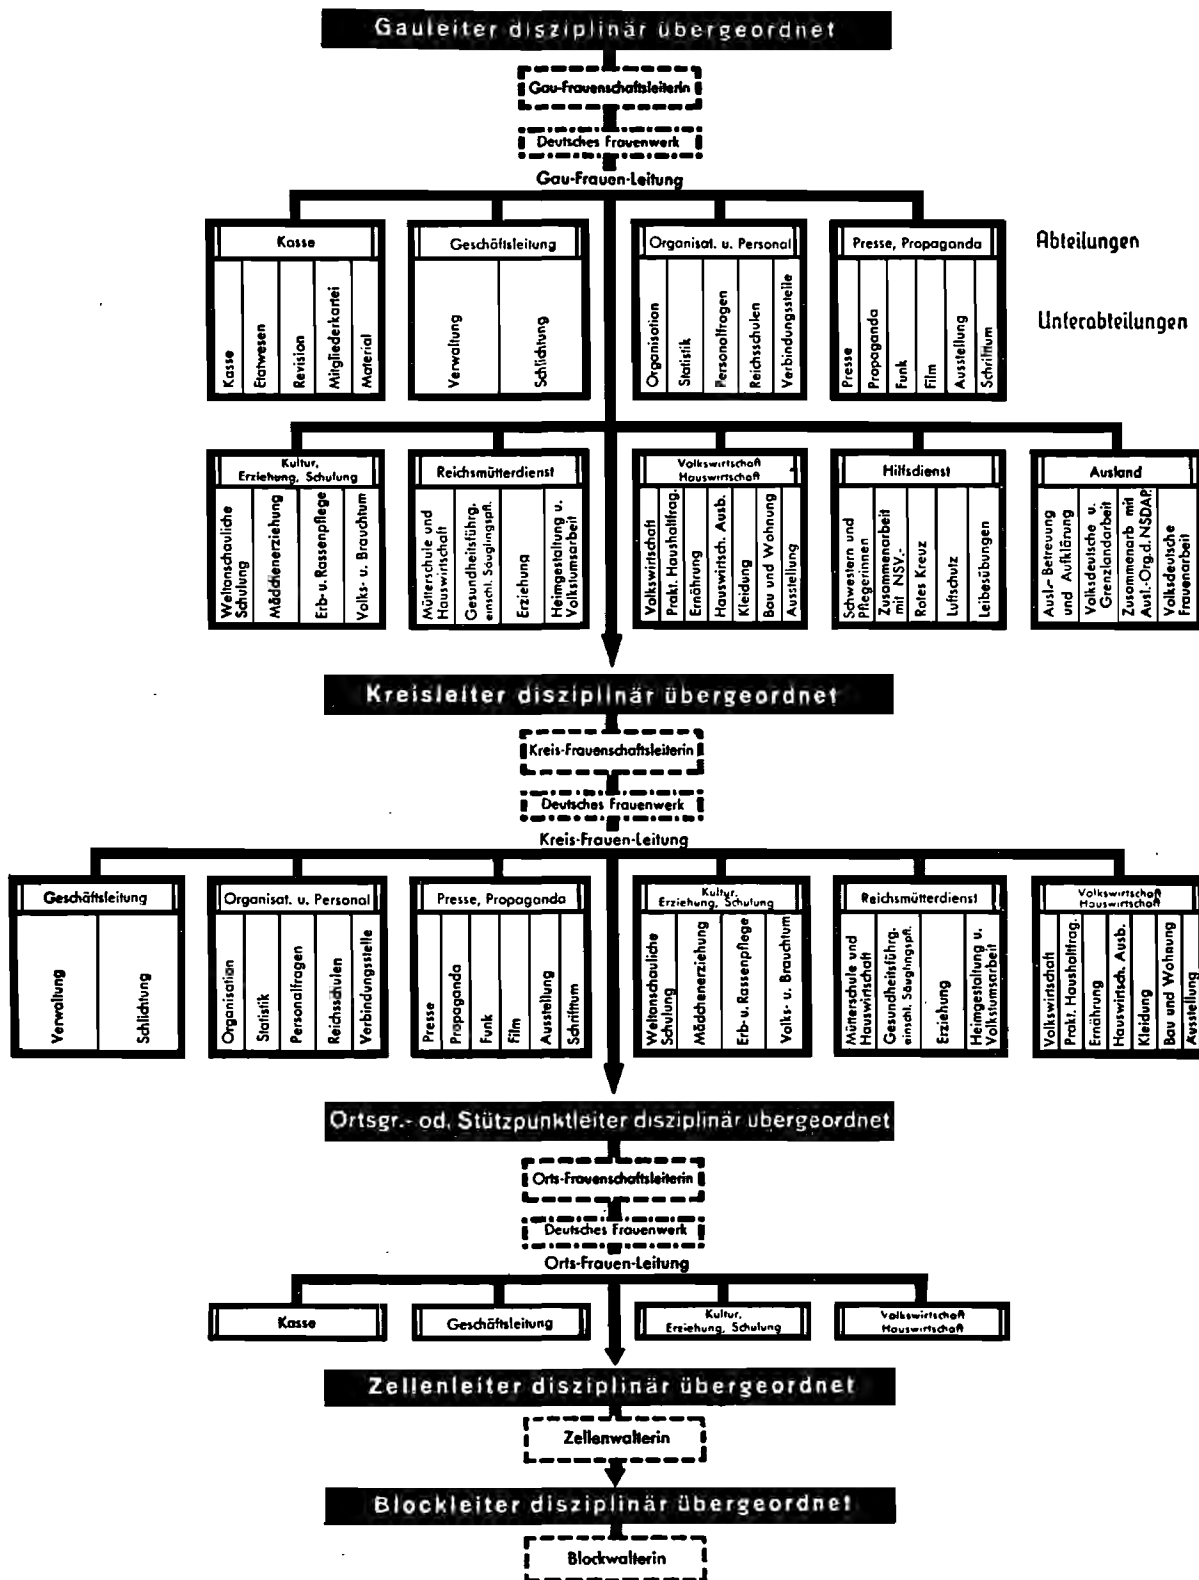 Gauleiter disziplinär übergeordnet
Gau-Frauenschaftsleiterin
Deutsches Frauenwerk
Gau-Frauen-Leitung
Kasse
Kasse
Etatwesen
Revision
Mitgliederkartei
Material
Geschäftsleitung
Verwaltung
Schlichtung
Organisat. u. Personal
Organisation
Statistik
Personalfragen
Reichsschulen
Verbindungsstelle
Presse, Propaganda
Presse
Propaganda
Funk
Film
Ausstellung
Schrifttum
Abteilungen
Unterabteilungen
Kultur,
Erziehung, Schulung
Weltanschauliche
Schulung
Mädchenerziehung
Erb- u. Rassenpflege
Volks- u. Brauchtum
Reichsmütterdienst
Mütterschule und
Hauswirtschaft
Gesundheitsführg.
einschl. Säuglingspfl.
Erziehung
Heimgestaltung u.
Volkstumsarbeit
Volkswirtschaft
Hauswirtschaft
Volkswirtschaft
Prakt. Haushaltfrag.
Ernährung
Hauswirtsch. Ausb.
Kleidung
Bau und Wohnung
Ausstellung
Hilfsdienst
Schwestern und
Pflegerinnen
Zusammenarbeit
mit NSV.-
Rotes Kreuz
Luftschutz
Leibesübungen
Ausland
Ausl.- Betreuung
und Aufklärung
Volksdeutsche u.
Grenzlandarbeit
Zusammenarb mit
Ausl.-Org.d.NSDAP.
Volksdeutsche
Frauenarbeit
Kreisleiter disziplinär übergeordnet
Kreis-Frauenschaftsleiterin
Deutsches Frauenwerk
Kreis-Frauen-Leitung
Geschäftsleitung
Verwaltung
Schlichtung
Organisat. u. Personal
Organisation
Statistik
Personalfragen
Reichsschulen
Verbindungsstelle
Presse, Propaganda
Presse
Propaganda
Funk
Film
Ausstellung
Schrifttum
Kultur,
Erziehung, Schulung
Weltanschauliche
Schulung
Mädchenerziehung
Erb- u. Rassenpflege
Volks- u. Brauchtum
Reichsmütterdienst
Mütterschule und
Hauswirtschaft
Gesundheitsführg.
einschl. Säuglingspfl.
Erziehung
Heimgestaltung u.
Volkstumsarbeit
Volkswirtschaft
Hauswirtschaft
Volkswirtschaft
Prakt. Haushaltfrag.
Ernährung
Hauswirtsch. Ausb.
Kleidung
Bau und Wohnung
Ausstellung
Ortsgr.- od. Stützpunktleiter disziplinär übergeordnet
Orts-Frauenschaftsleiterin
Deutsches Frauenwerk
Orts-Frauen-Leitung
Kasse
Geschäftsleitung
Kultur,
Erziehung, Schulung
Volkswirtschaft
Hauswirtschaft
Zellenleiter disziplinär übergeordnet
Zellenwalterin
Blockleiter disziplinär übergeordnet
Blockwalterin